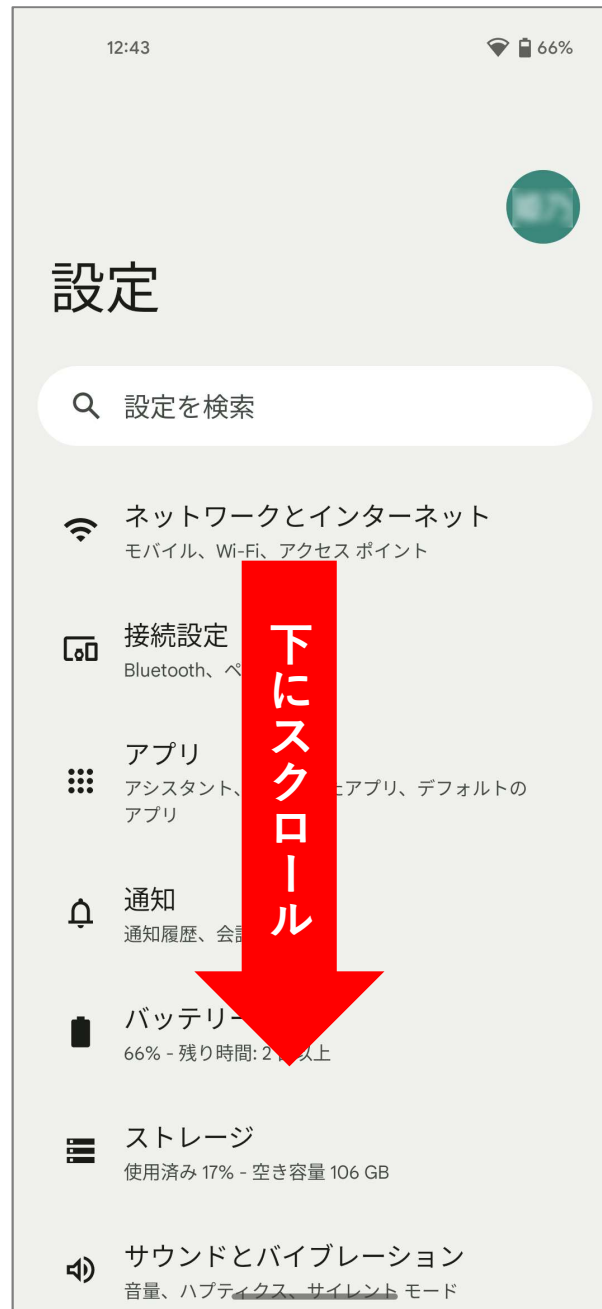 12:43
66%
設定
設定を検索
ネットワークとインターネット
モバイル、Wi-Fi、アクセス ポイント
接続設定
Bluetooth、
アプリ
アシスタント、 アプリ、デフォルトの
アプリ
通知
通知履歴、
バッテリー
66% - 残り時間: 2 以上
ストレージ
使用済み 17% - 空き容量 106 GB
サウンドとバイブレーション
音量、ハプティクス、サイレント モード
下にスクロール